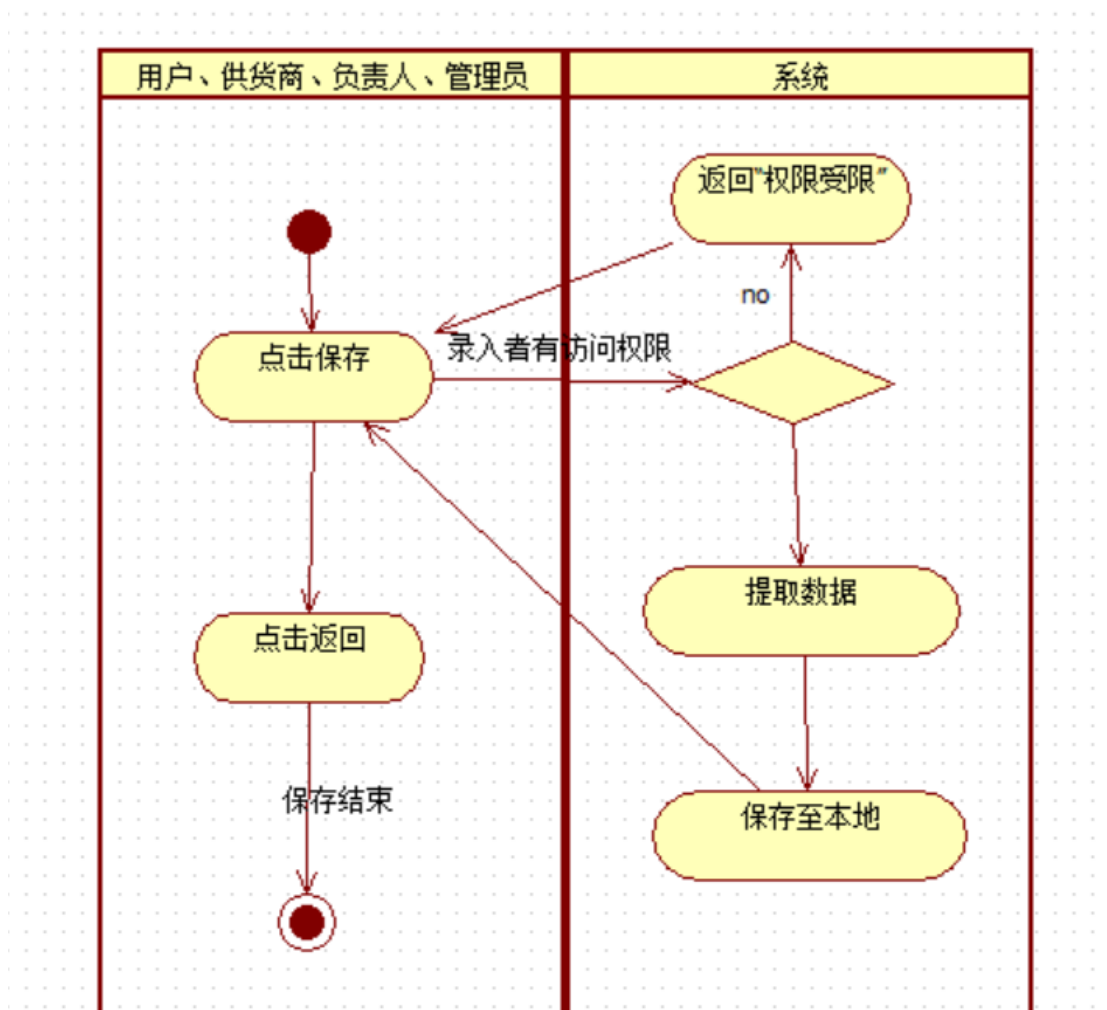 用户、供货商、负责人、管理员
系统
返回“权限受限”
no
点击保存
录入者有访问权限
提取数据
点击返回
保存结束
保存至本地